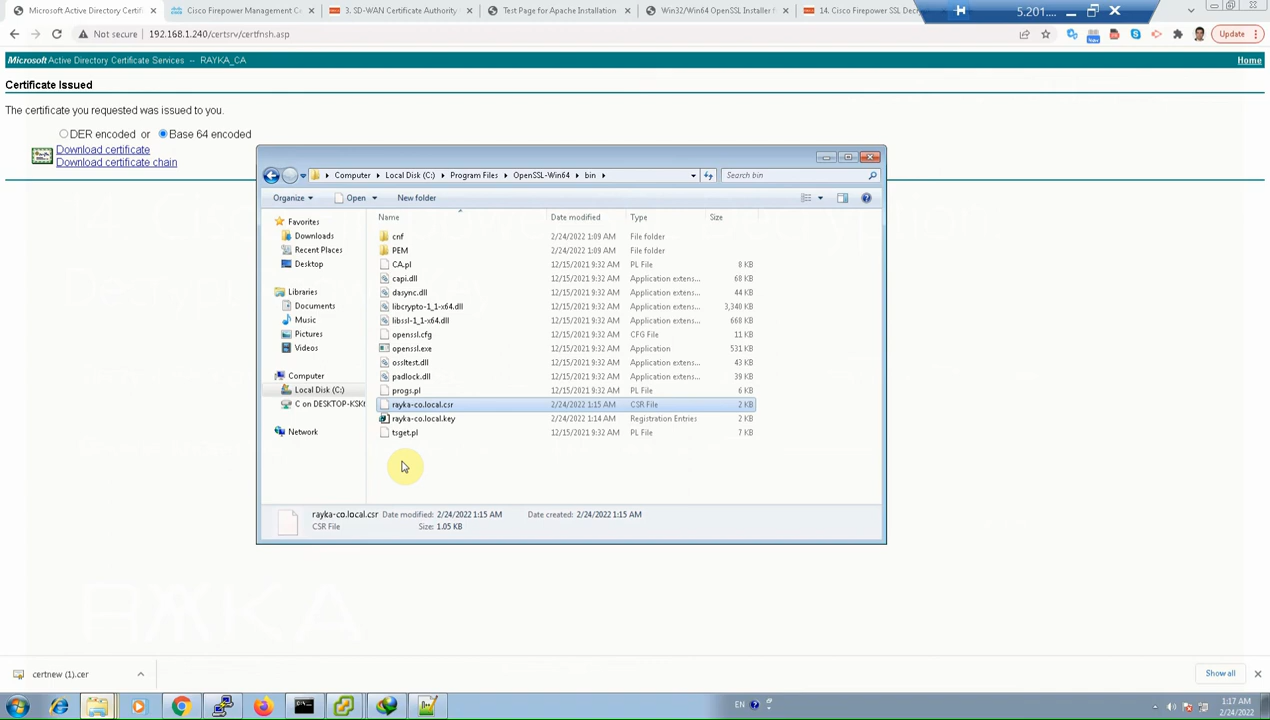 Microsoft Active Directory Certifi
Cisco Firepower Management Ce
3. SD-WAN Certificate Authority
Test Page for Apache Installation
Win32/Win64 OpenSSL Installer f
14. Cisco Firepower SSL Dec
5.201....
Not secure
192.168.1.240/certsrv/certfnsh.asp
Update
Microsoft Active Directory Certificate Services -- RAYKA_CA
Home
Certificate Issued
The certificate you requested was issued to you.
DER encoded or Base 64 encoded
Download certificate
Download certificate chain
Computer
Local Disk (C:)
Program Files
OpenSSL-Win64
bin
Search bin
Organize
Open
New folder
Name
Date modified
Type
Size
Favorites
Downloads
Recent Places
Desktop
Libraries
Documents
Music
Pictures
Videos
Computer
Local Disk (C:)
C on DESKTOP-KSK
Network
cnf 2/24/2022 1:09 AM File folder
PEM 2/24/2022 1:09 AM File folder
CA.pl 12/15/2021 9:32 AM PL File 8 KB
capi.dll 12/15/2021 9:32 AM Application extens... 68 KB
dasync.dll 12/15/2021 9:32 AM Application extens... 44 KB
libcrypto-1_1-x64.dll 12/15/2021 9:32 AM Application extens... 3,340 KB
libssl-1_1-x64.dll 12/15/2021 9:32 AM Application extens... 668 KB
openssl.cfg 12/15/2021 9:32 AM CFG File 11 KB
openssl.exe 12/15/2021 9:32 AM Application 531 KB
ossltest.dll 12/15/2021 9:32 AM Application extens... 43 KB
padlock.dll 12/15/2021 9:32 AM Application extens... 39 KB
progs.pl 12/15/2021 9:32 AM PL File 6 KB
rayka-co.local.csr 2/24/2022 1:15 AM CSR File 2 KB
rayka-co.local.key 2/24/2022 1:14 AM Registration Entries 2 KB
tsget.pl 12/15/2021 9:32 AM PL File 7 KB
rayka-co.local.csr Date modified: 2/24/2022 1:15 AM Date created: 2/24/2022 1:15 AM
CSR File Size: 1.05 KB
certnew (1).cer
Show all
EN
1:17 AM
2/24/2022